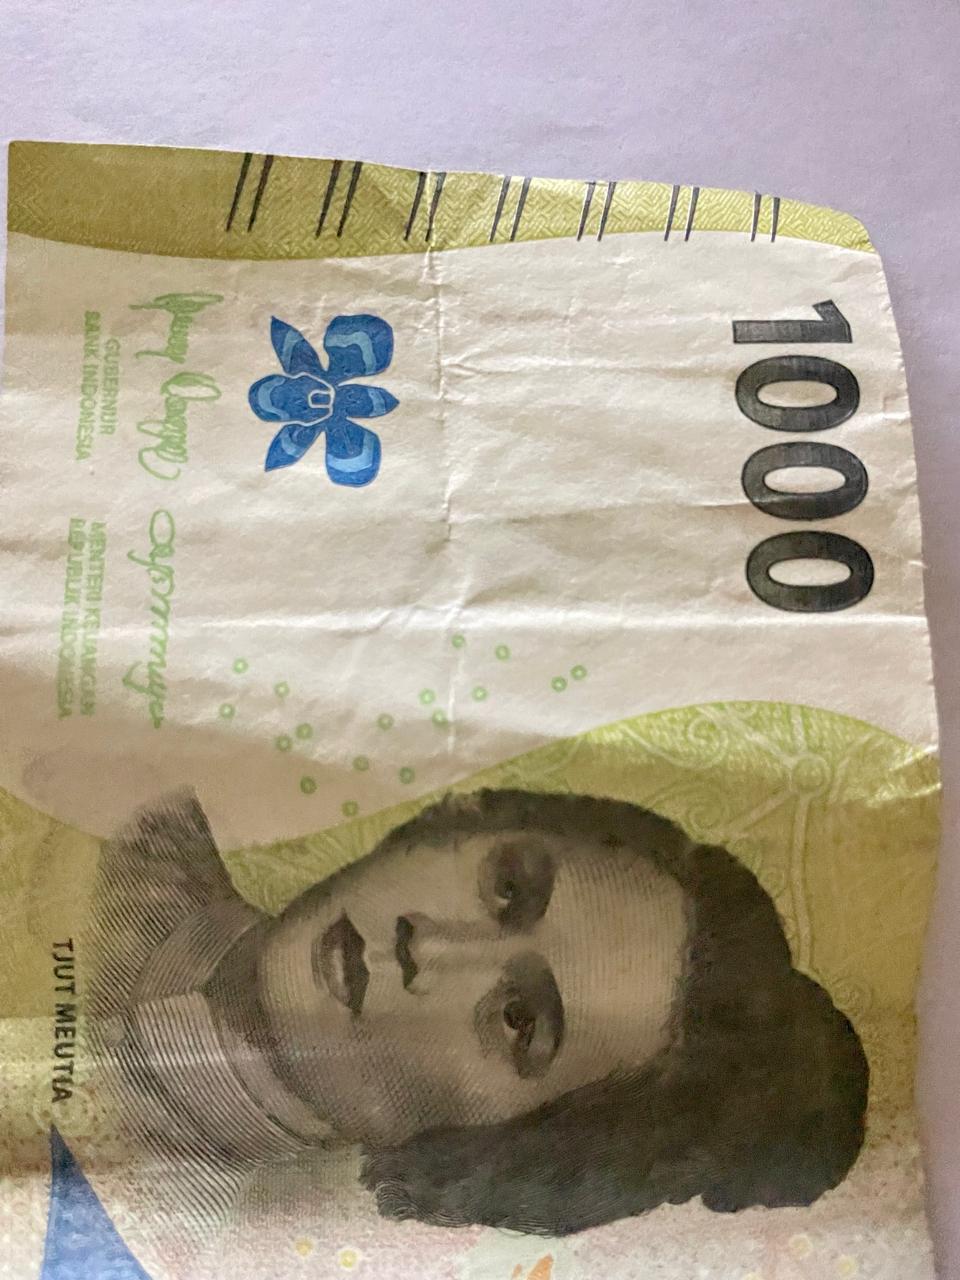 1000
GUBERNUR
BANK INDONESIA
MENTERI KEUANGAN
REPUBLIK INDONESIA
TJUT MEUTIA